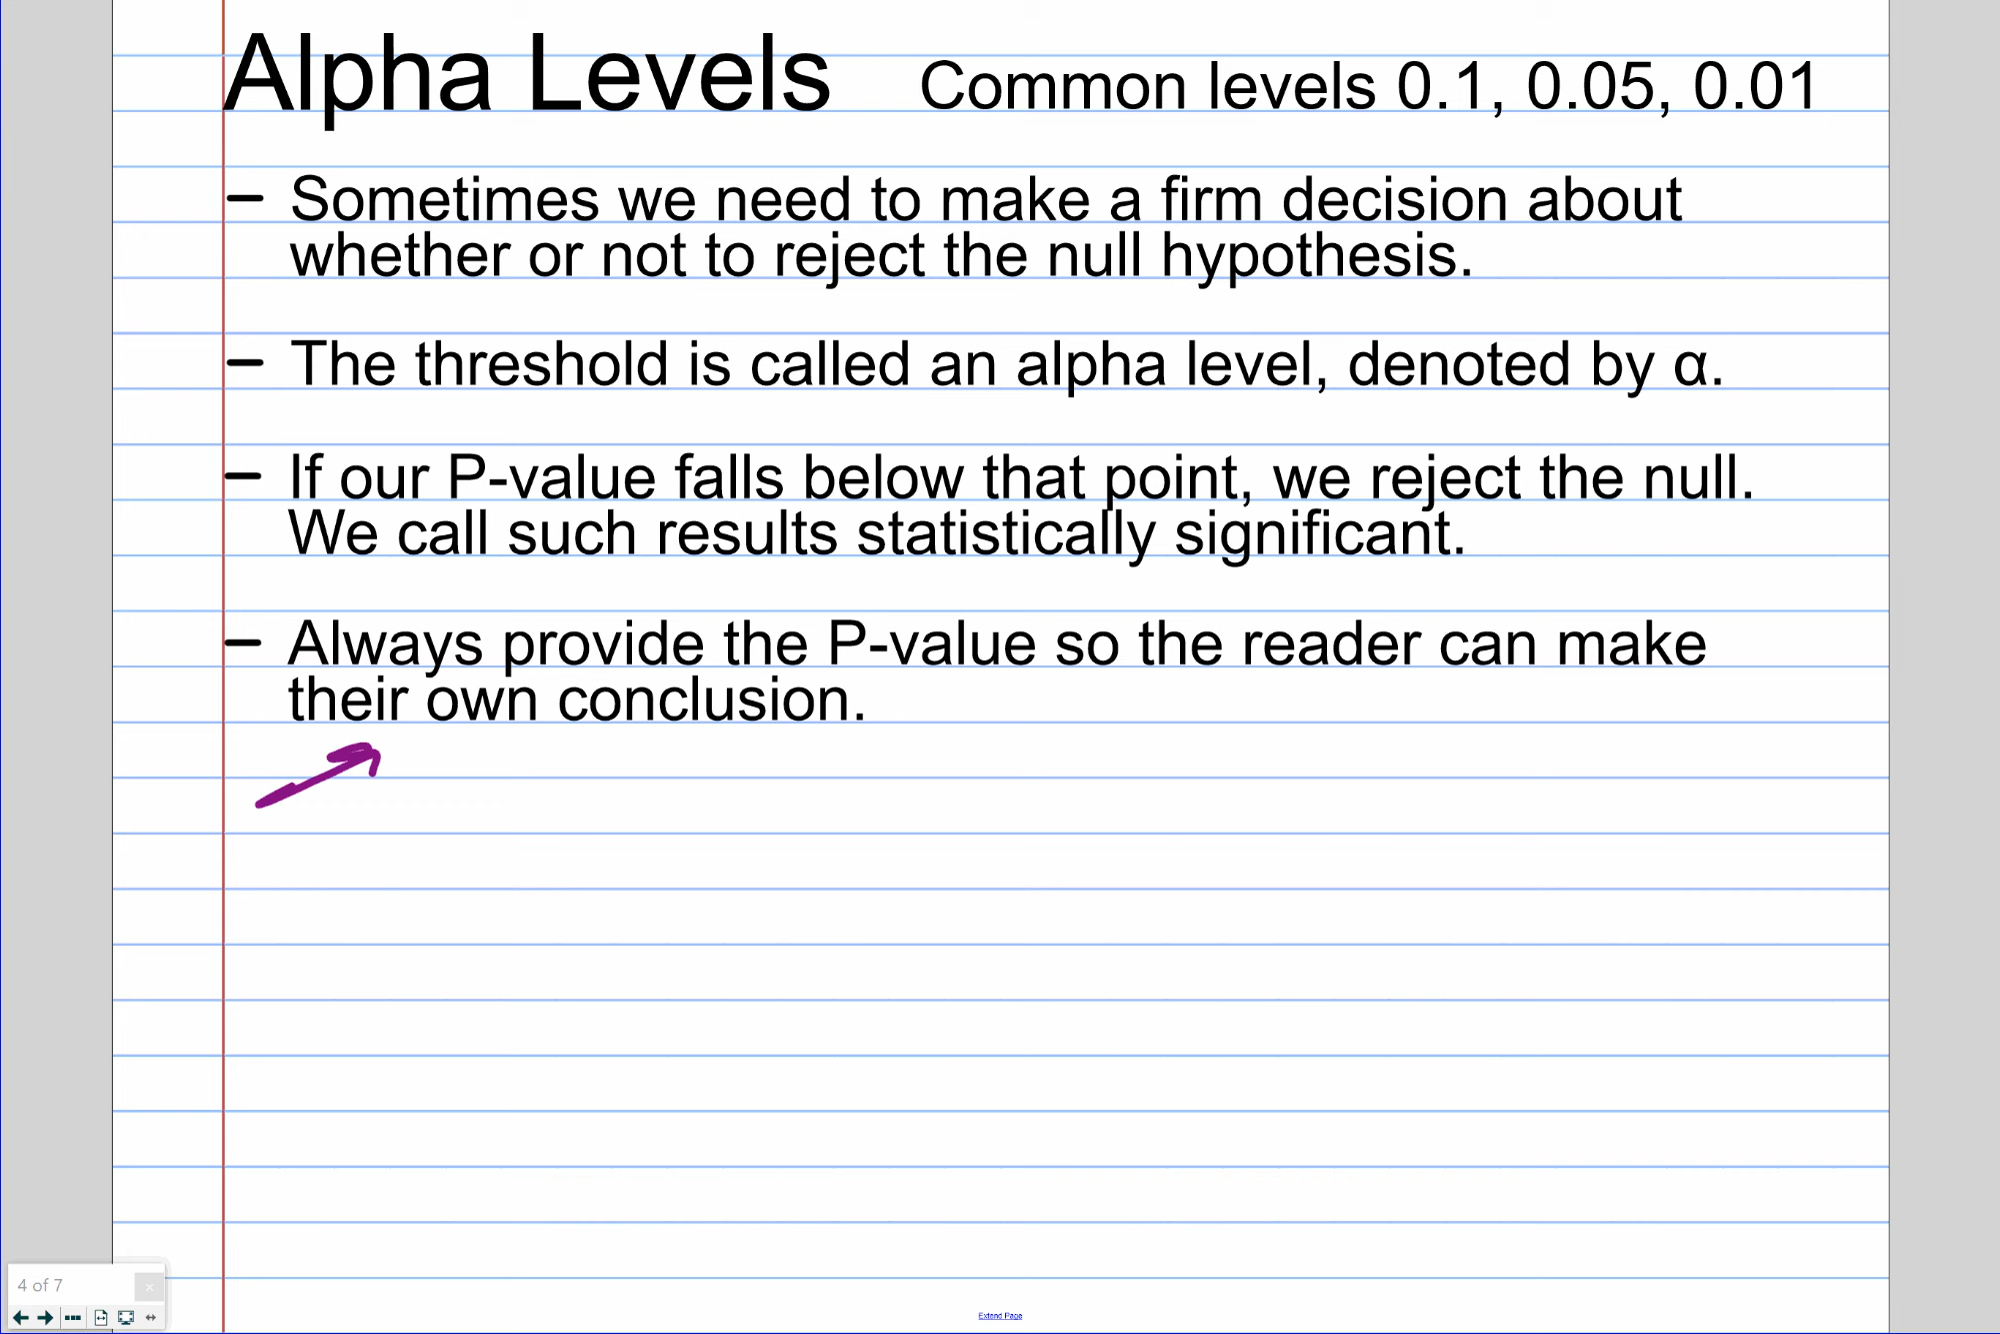 Alpha Levels Common levels 0.1, 0.05, 0.01
– Sometimes we need to make a firm decision about
whether or not to reject the null hypothesis.
– The threshold is called an alpha level, denoted by α.
– If our P-value falls below that point, we reject the null.
We call such results statistically significant.
– Always provide the P-value so the reader can make
their own conclusion.
4 of 7
Extend Page